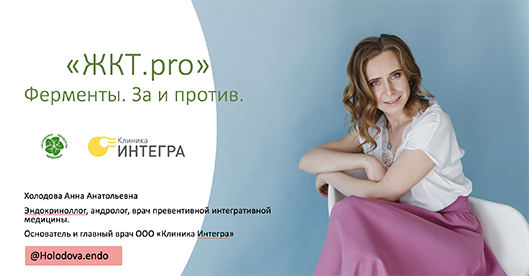 «ЖКТ.pro»
Ферменты. За и против.
Клиника
ИНТЕГРА
Холодова Анна Анатольевна
Эндокриноллог, андролог, врач превентивной интегративной
медицины.
Основатель и главный врач ООО «Клиника Интегра»
@Holodova.endo